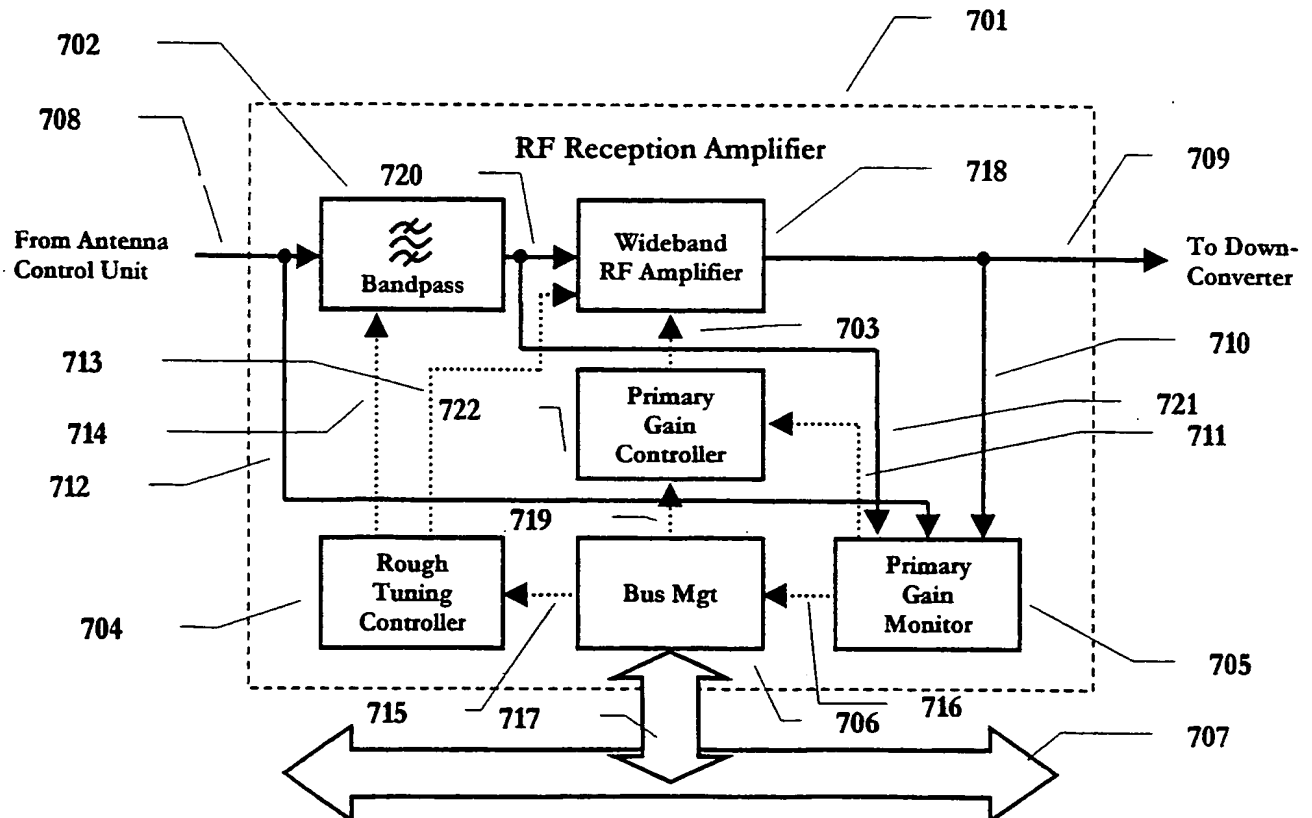 701
702
708
RF Reception Amplifier
720
718
709
From Antenna
Control Unit
Bandpass
Wideband
RF Amplifier
To Down-
Converter
703
710
713
722
Primary
Gain
Controller
721
711
714
712
719
Rough
Tuning
Controller
Bus Mgt
Primary
Gain
Monitor
704
705
715
717
706
716
707